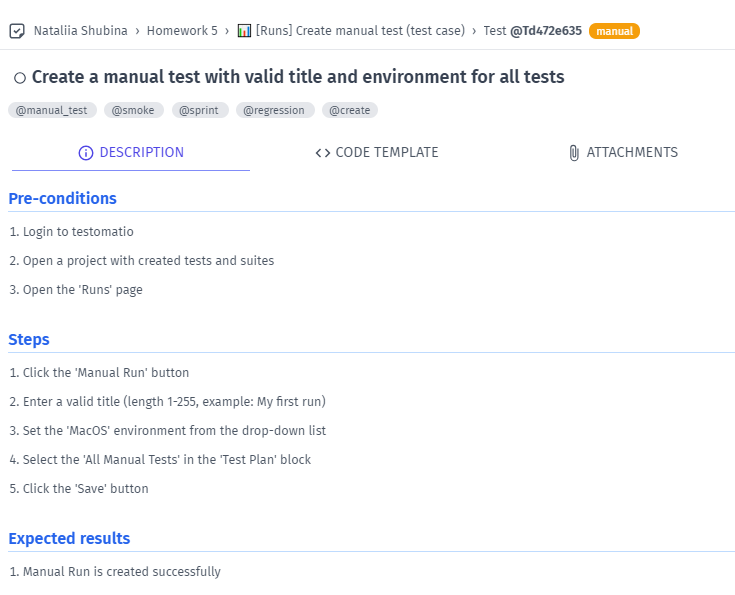 Nataliia Shubina › Homework 5 › [Runs] Create manual test (test case) › Test @Td472e635 manual
Create a manual test with valid title and environment for all tests
@manual_test @smoke @sprint @regression @create
DESCRIPTION CODE TEMPLATE ATTACHMENTS
Pre-conditions
1. Login to testomatio
2. Open a project with created tests and suites
3. Open the 'Runs' page
Steps
1. Click the 'Manual Run' button
2. Enter a valid title (length 1-255, example: My first run)
3. Set the 'MacOS' environment from the drop-down list
4. Select the 'All Manual Tests' in the 'Test Plan' block
5. Click the 'Save' button
Expected results
1. Manual Run is created successfully